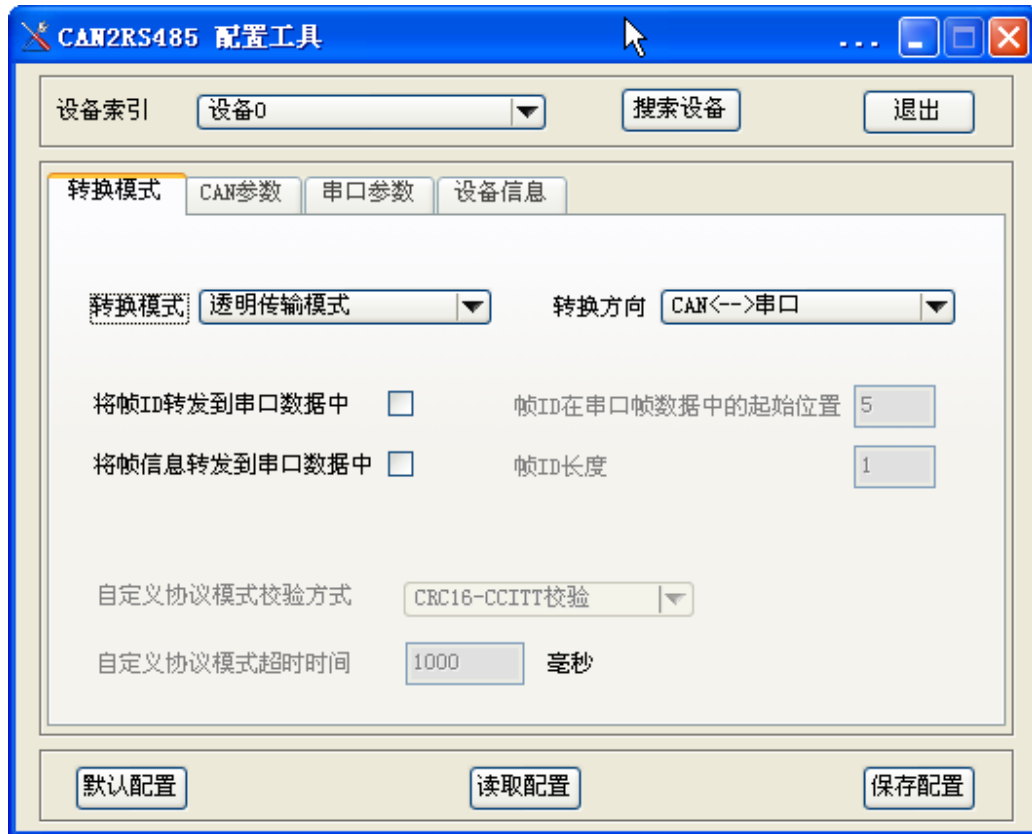 CAN2RS485 配置工具 ...
设备索引 设备0 搜索设备 退出
转换模式 CAN参数 串口参数 设备信息
转换模式 透明传输模式 转换方向 CAN<-->串口
将帧ID转发到串口数据中 帧ID在串口帧数据中的起始位置 5
将帧信息转发到串口数据中 帧ID长度 1
自定义协议模式校验方式 CRC16-CCITT校验
自定义协议模式超时时间 1000 毫秒
默认配置 读取配置 保存配置